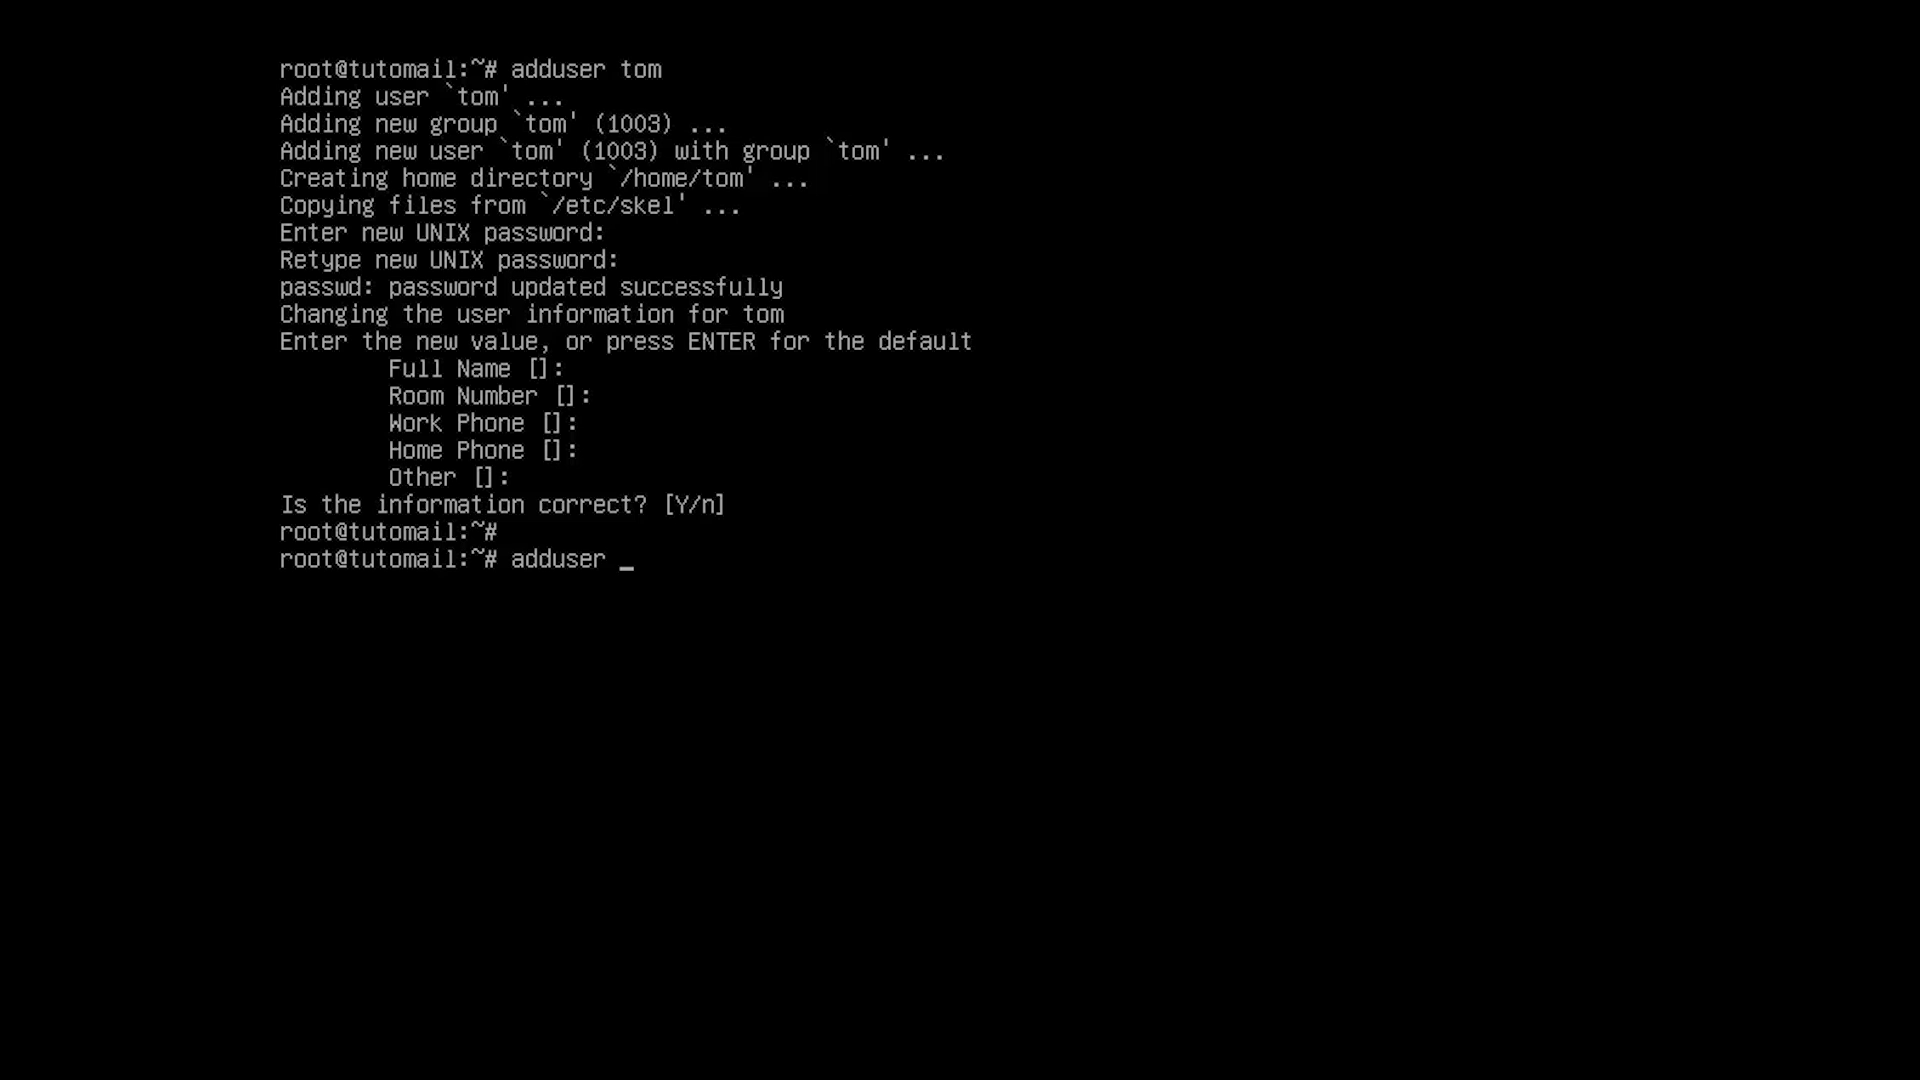 root@tutomail:~# adduser tom
Adding user `tom' ...
Adding new group `tom' (1003) ...
Adding new user `tom' (1003) with group `tom' ...
Creating home directory `/home/tom' ...
Copying files from `/etc/skel' ...
Enter new UNIX password:
Retype new UNIX password:
passwd: password updated successfully
Changing the user information for tom
Enter the new value, or press ENTER for the default
        Full Name []:
        Room Number []:
        Work Phone []:
        Home Phone []:
        Other []:
Is the information correct? [Y/n]
root@tutomail:~#
root@tutomail:~# adduser _